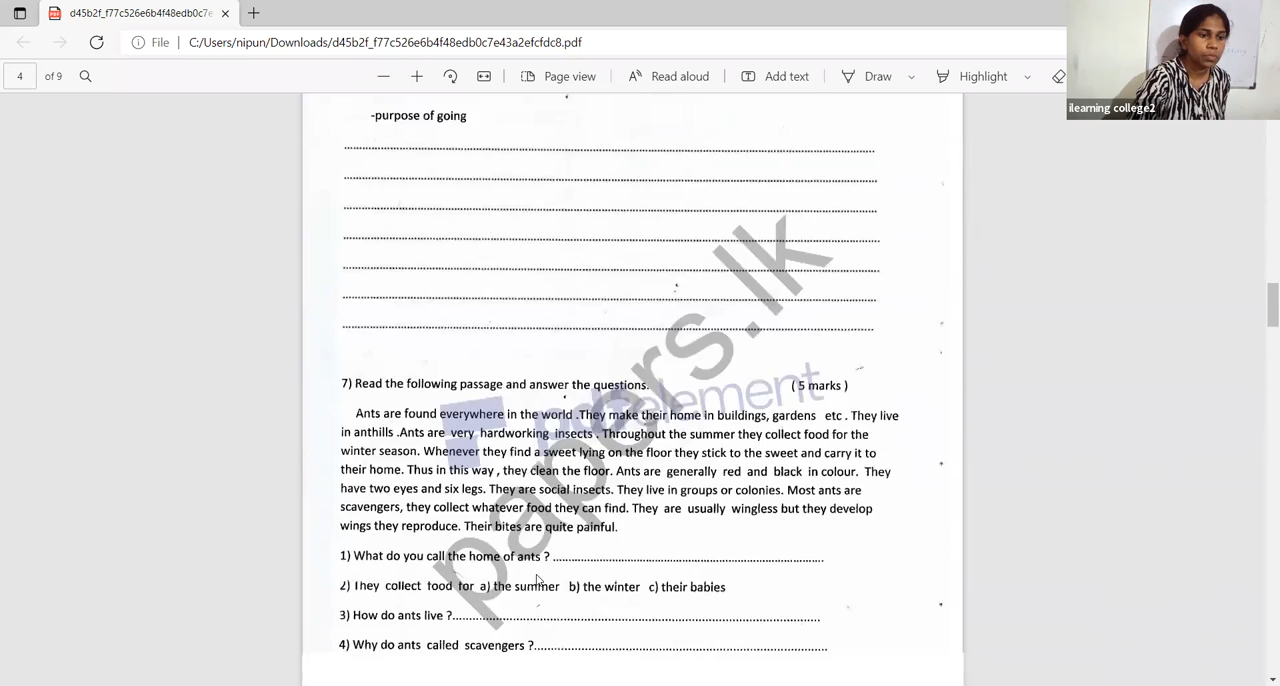 d45b2f_f77c526e6b4f48edb0c7e
File C:/Users/nipun/Downloads/d45b2f_f77c526e6b4f48edb0c7e43a2efcfdc8.pdf
4 of 9 Page view Read aloud Add text Draw Highlight
ilearning college2
-purpose of going
7) Read the following passage and answer the questions. ( 5 marks )
Ants are found everywhere in the world .They make their home in buildings, gardens etc . They live
in anthills .Ants are very hardworking insects . Throughout the summer they collect food for the
winter season. Whenever they find a sweet lying on the floor they stick to the sweet and carry it to
their home. Thus in this way , they clean the floor. Ants are generally red and black in colour. They
have two eyes and six legs. They are social insects. They live in groups or colonies. Most ants are
scavengers, they collect whatever food they can find. They are usually wingless but they develop
wings they reproduce. Their bites are quite painful.
1) What do you call the home of ants ? ..........................................................................
2) They collect food for a) the summer b) the winter c) their babies
3) How do ants live ?..........................................................................
4) Why do ants called scavengers ?..........................................................................
papers.lk
pdfelement